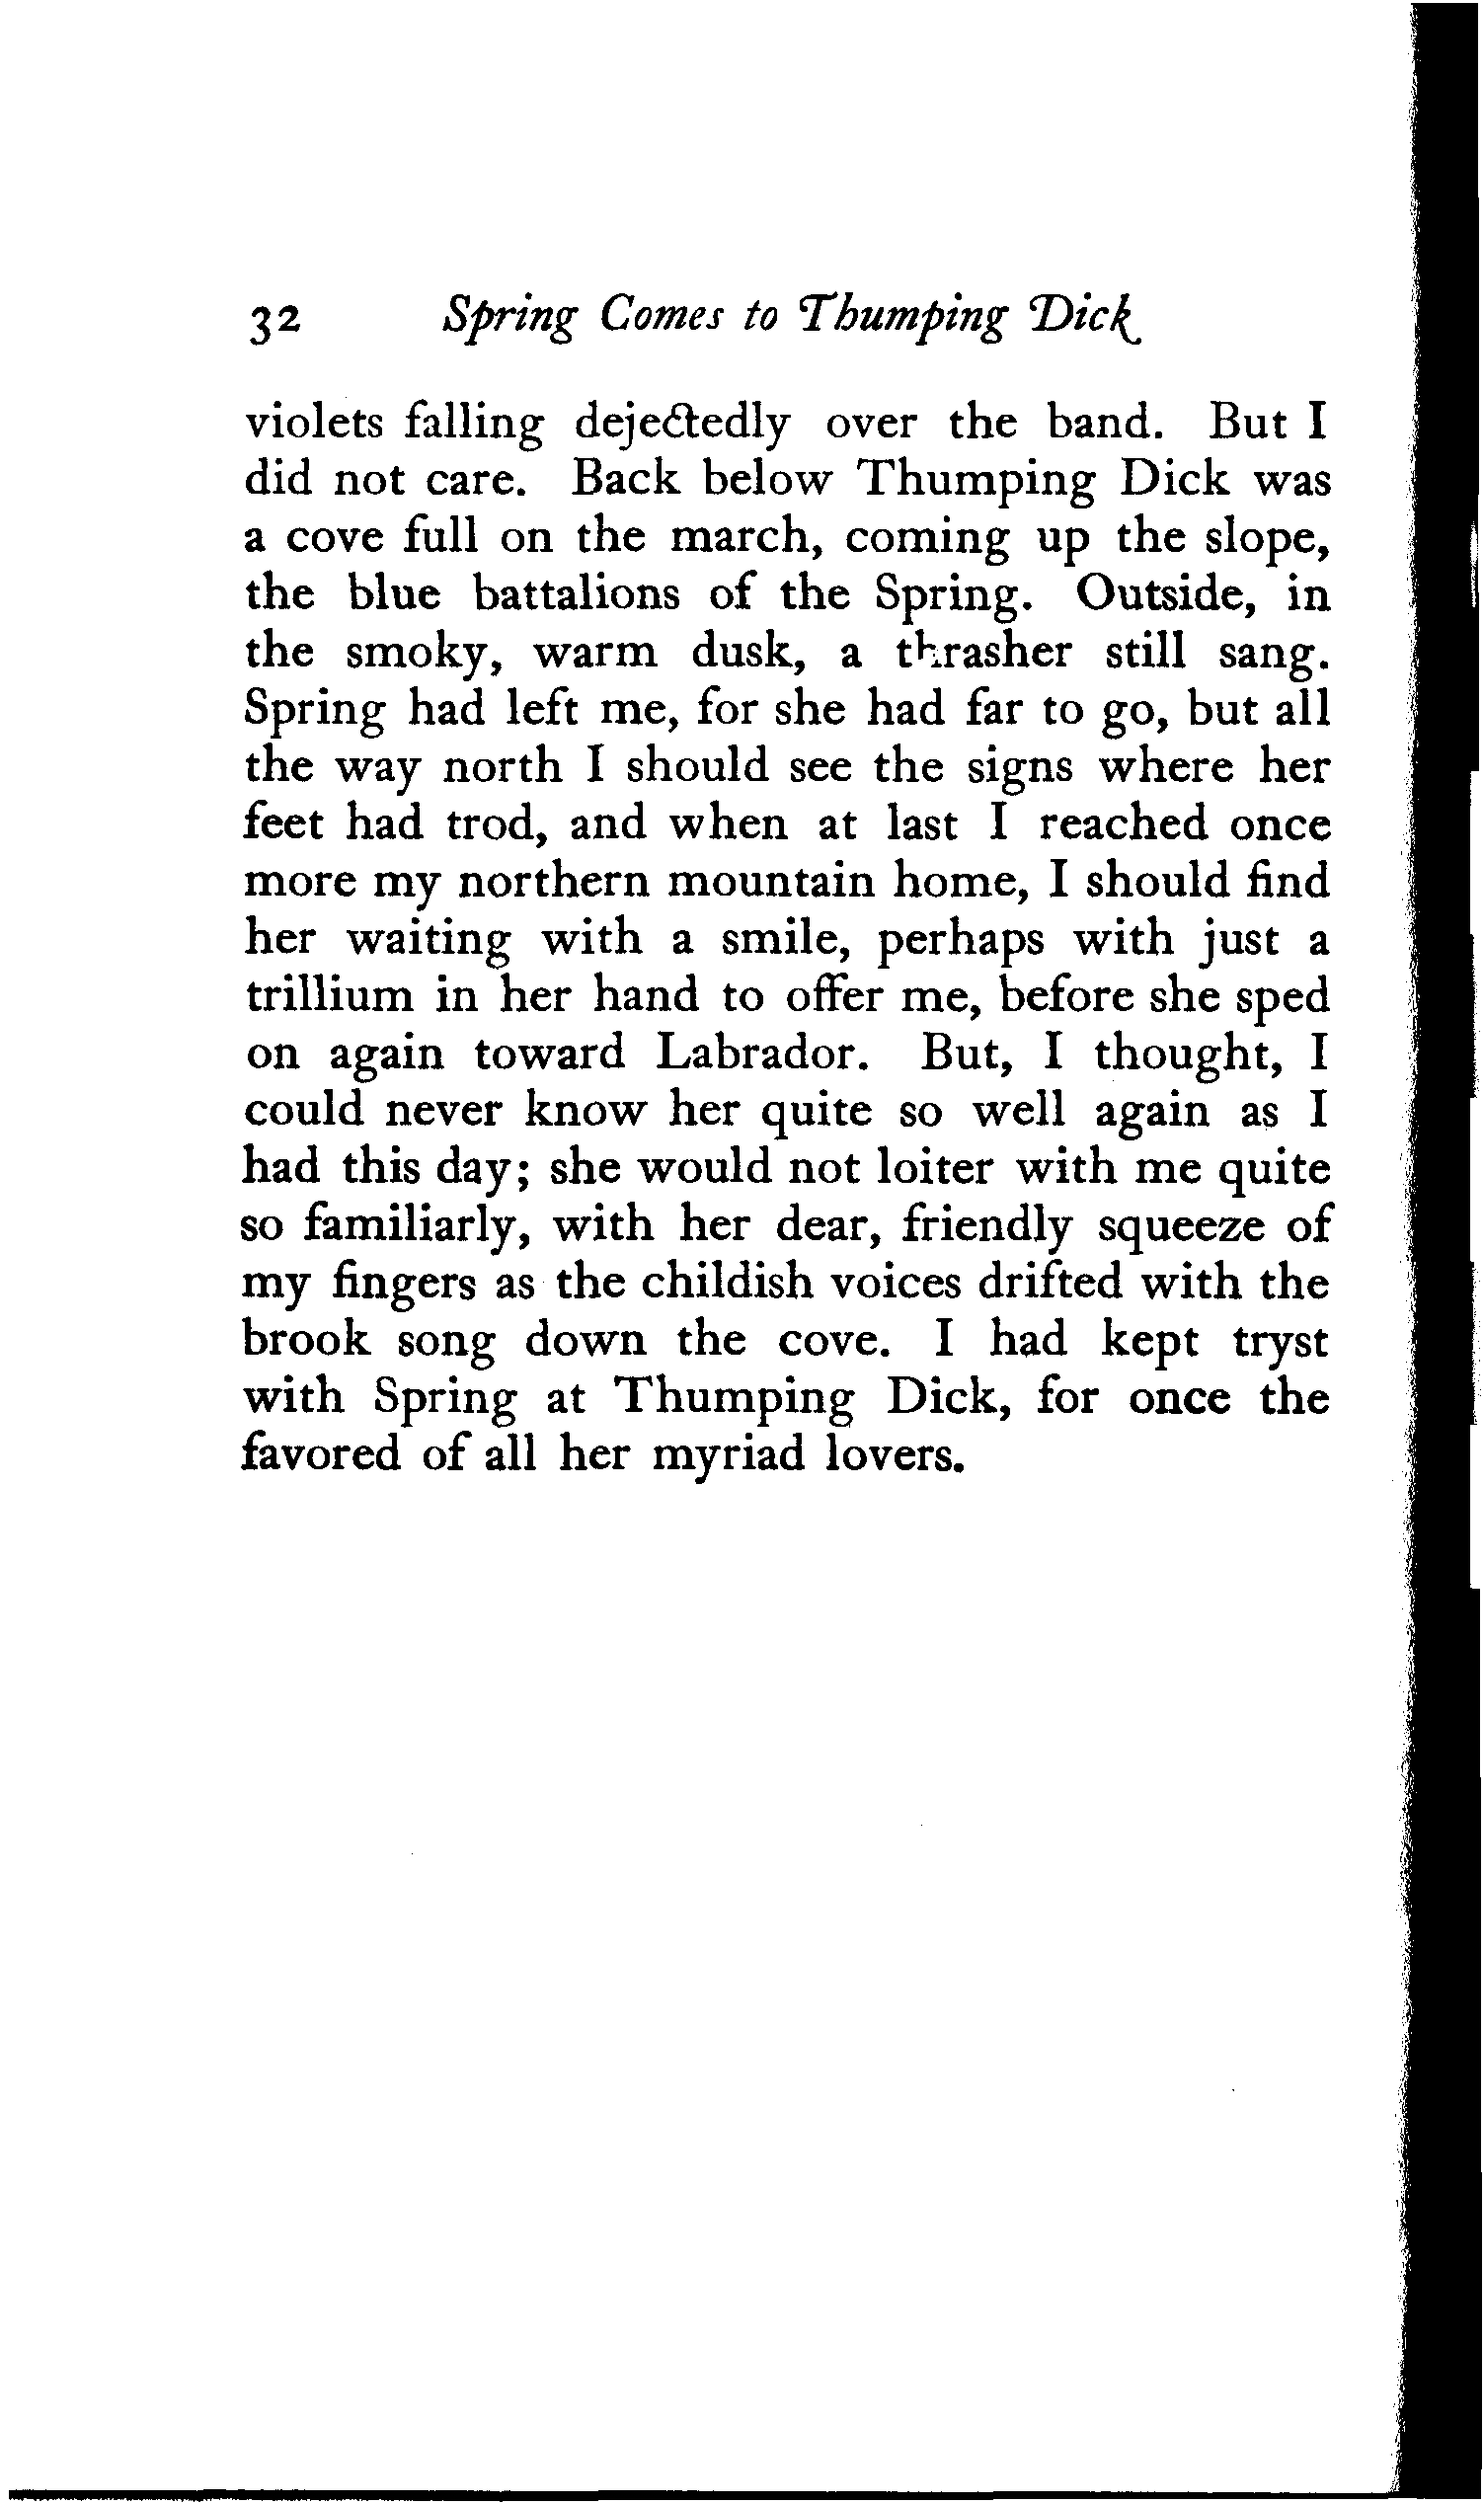 32 Spring Comes to Thumping Dick
violets falling dejectedly over the band. But I
did not care. Back below Thumping Dick was
a cove full on the march, coming up the slope,
the blue battalions of the Spring. Outside, in
the smoky, warm dusk, a thrasher still sang.
Spring had left me, for she had far to go, but all
the way north I should see the signs where her
feet had trod, and when at last I reached once
more my northern mountain home, I should find
her waiting with a smile, perhaps with just a
trillium in her hand to offer me, before she sped
on again toward Labrador. But, I thought, I
could never know her quite so well again as I
had this day; she would not loiter with me quite
so familiarly, with her dear, friendly squeeze of
my fingers as the childish voices drifted with the
brook song down the cove. I had kept tryst
with Spring at Thumping Dick, for once the
favored of all her myriad lovers.